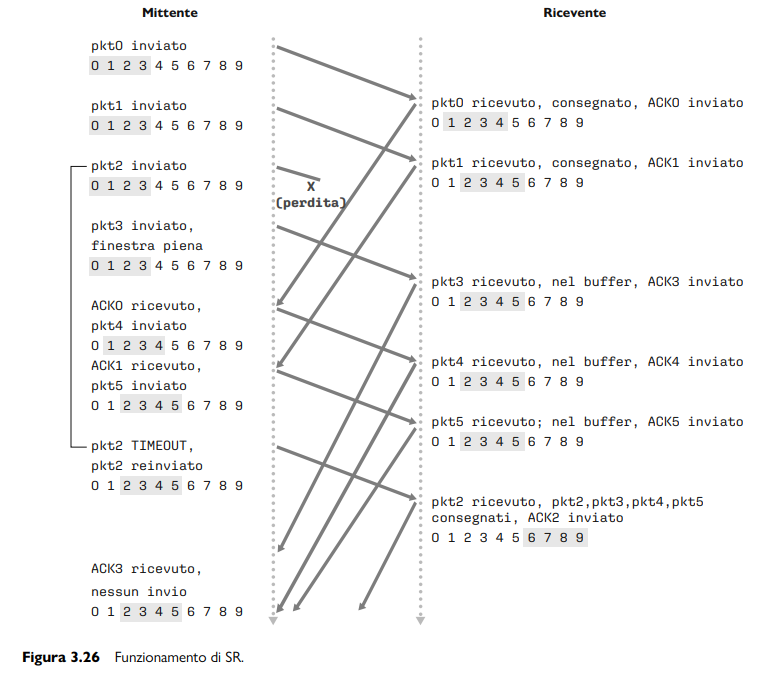 Mittente
Ricevente
pkt0 inviato
0 1 2 3 4 5 6 7 8 9
pkt0 ricevuto, consegnato, ACK0 inviato
0 1 2 3 4 5 6 7 8 9
pkt1 inviato
0 1 2 3 4 5 6 7 8 9
pkt1 ricevuto, consegnato, ACK1 inviato
0 1 2 3 4 5 6 7 8 9
pkt2 inviato
0 1 2 3 4 5 6 7 8 9
X
(perdita)
pkt3 inviato,
finestra piena
0 1 2 3 4 5 6 7 8 9
pkt3 ricevuto, nel buffer, ACK3 inviato
0 1 2 3 4 5 6 7 8 9
ACK0 ricevuto,
pkt4 inviato
0 1 2 3 4 5 6 7 8 9
pkt4 ricevuto, nel buffer, ACK4 inviato
0 1 2 3 4 5 6 7 8 9
ACK1 ricevuto,
pkt5 inviato
0 1 2 3 4 5 6 7 8 9
pkt5 ricevuto; nel buffer, ACK5 inviato
0 1 2 3 4 5 6 7 8 9
pkt2 TIMEOUT,
pkt2 reinviato
0 1 2 3 4 5 6 7 8 9
pkt2 ricevuto, pkt2,pkt3,pkt4,pkt5
consegnati, ACK2 inviato
0 1 2 3 4 5 6 7 8 9
ACK3 ricevuto,
nessun invio
0 1 2 3 4 5 6 7 8 9
Figura 3.26 Funzionamento di SR.